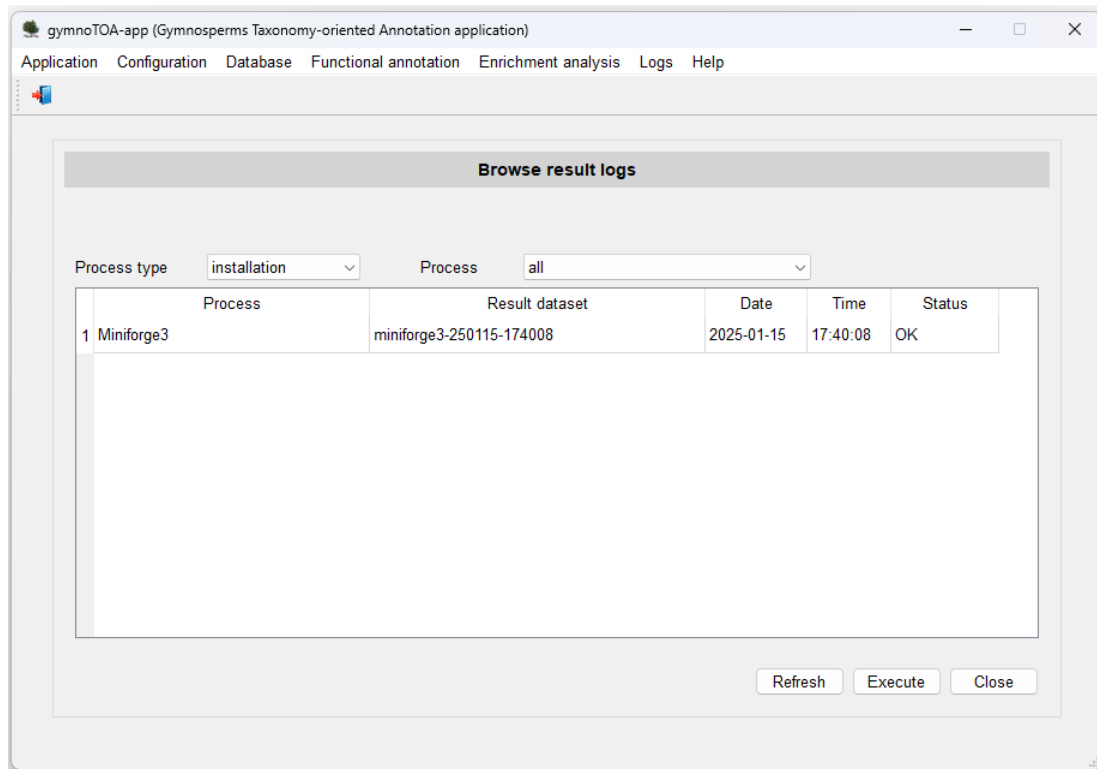 gymnoTOA-app (Gymnosperms Taxonomy-oriented Annotation application)
Application Configuration Database Functional annotation Enrichment analysis Logs Help
Browse result logs
Process type installation Process all
Process Result dataset Date Time Status
1 Miniforge3 miniforge3-250115-174008 2025-01-15 17:40:08 OK
Refresh Execute Close